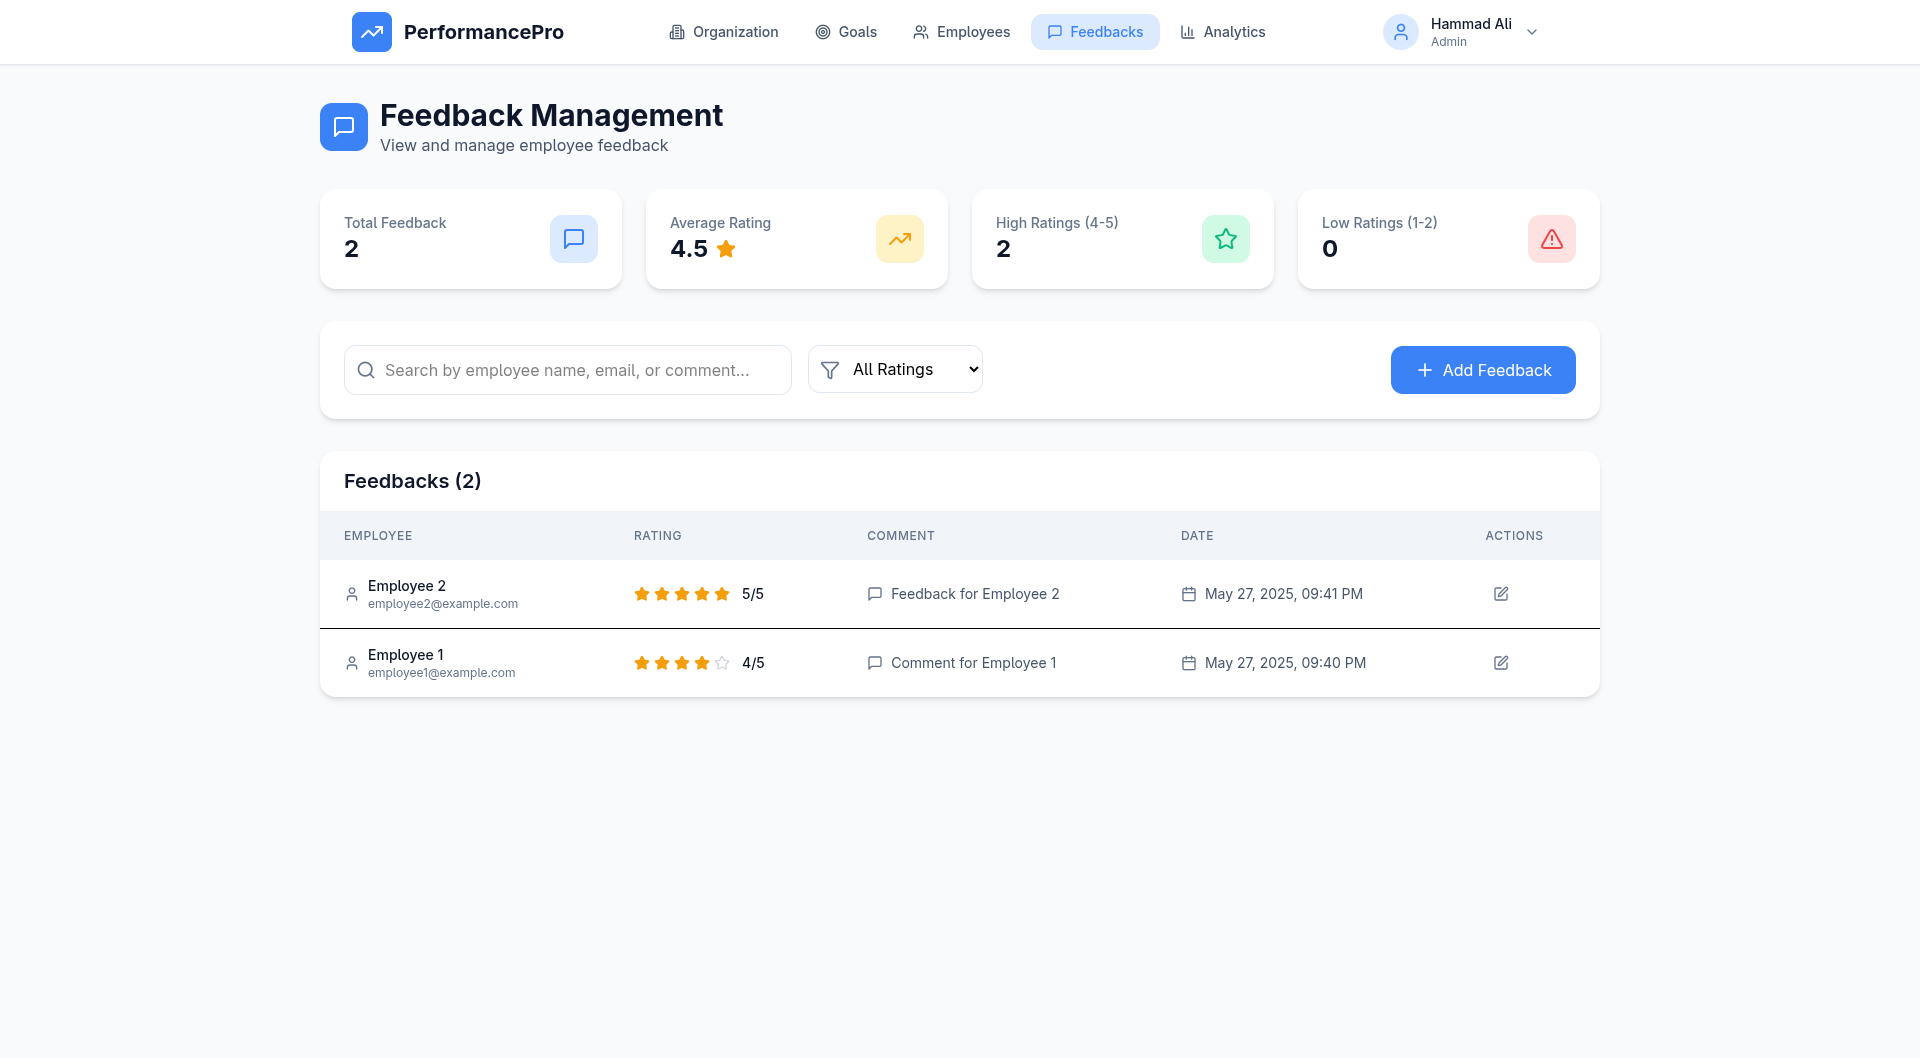 PerformancePro
Organization
Goals
Employees
Feedbacks
Analytics
Hammad Ali
Admin
Feedback Management
View and manage employee feedback
Total Feedback
2
Average Rating
4.5
High Ratings (4-5)
2
Low Ratings (1-2)
0
Search by employee name, email, or comment...
All Ratings
Add Feedback
Feedbacks (2)
EMPLOYEE RATING COMMENT DATE ACTIONS
Employee 2
employee2@example.com
5/5
Feedback for Employee 2
May 27, 2025, 09:41 PM
Employee 1
employee1@example.com
4/5
Comment for Employee 1
May 27, 2025, 09:40 PM